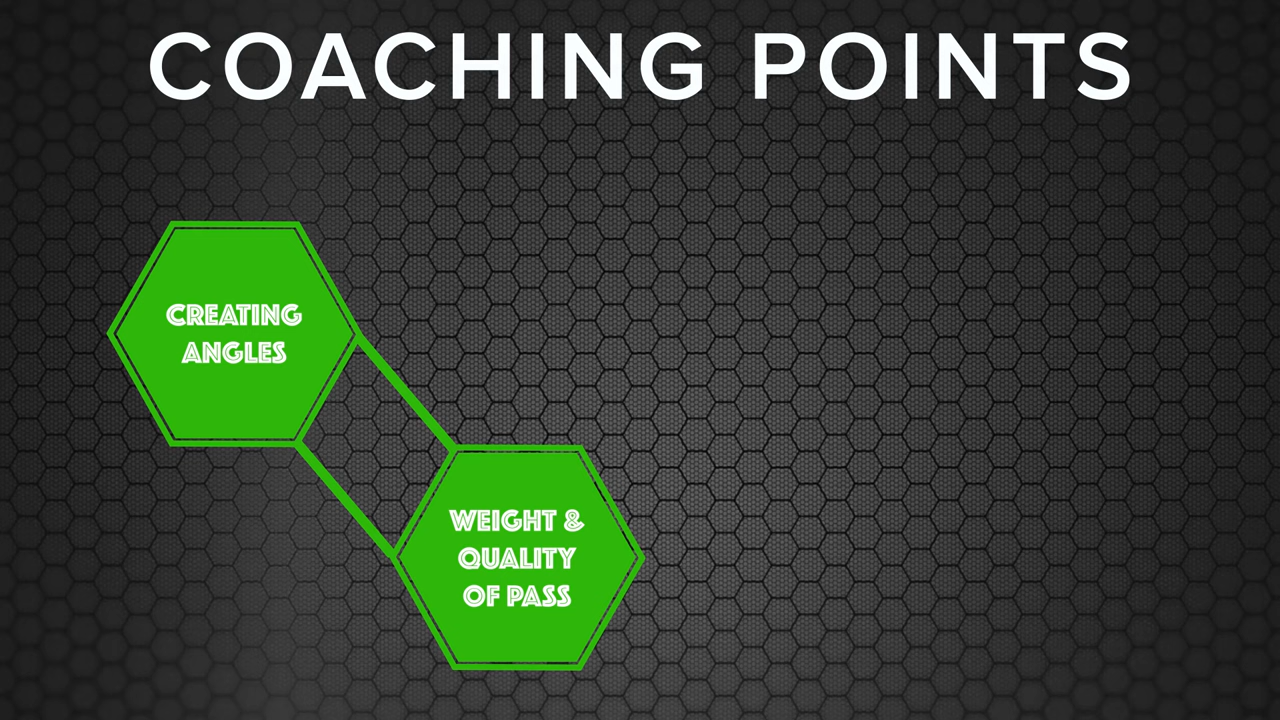 COACHING POINTS
CREATING
ANGLES
WEIGHT &
QUALITY
OF PASS